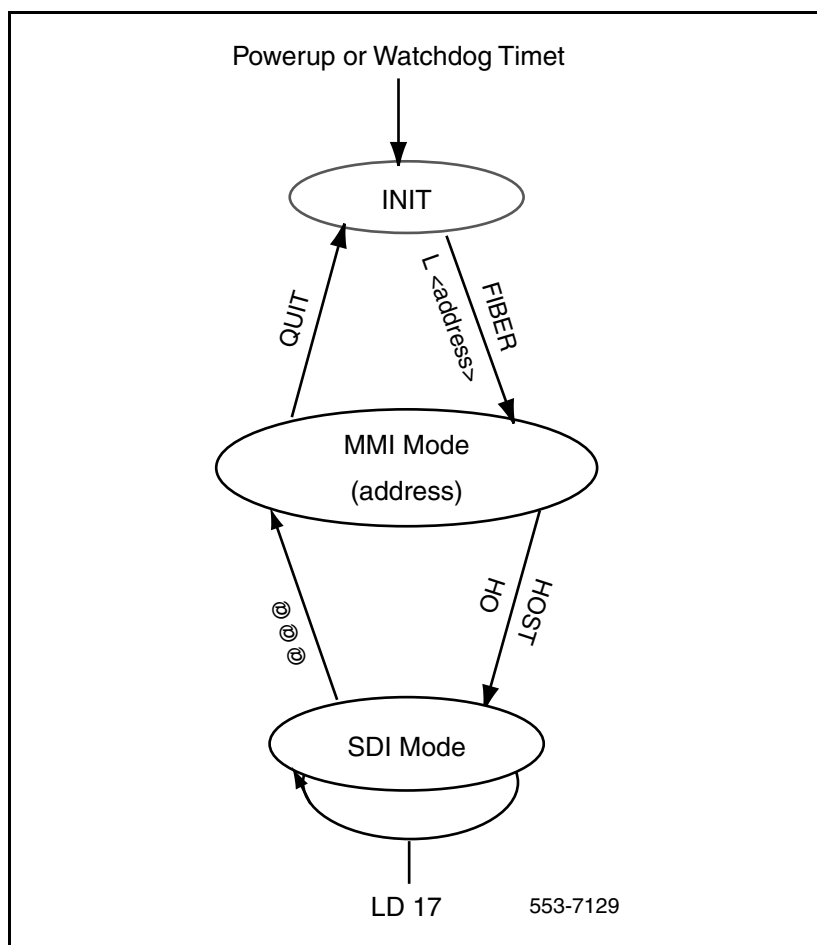 Powerup or Watchdog Timet
INIT
QUIT
FIBER
L <address>
MMI Mode
(address)
@@@
HOST
HO
SDI Mode
LD 17
553-7129